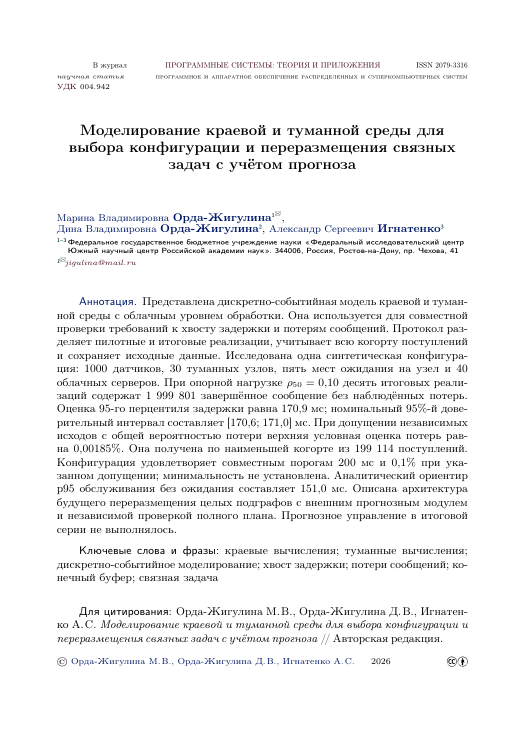 В журнал ПРОГРАММНЫЕ СИСТЕМЫ: ТЕОРИЯ И ПРИЛОЖЕНИЯ ISSN 2079-3316
научная статья ПРОГРАММНОЕ И АППАРАТНОЕ ОБЕСПЕЧЕНИЕ РАСПРЕДЕЛЕННЫХ И СУПЕРКОМПЬЮТЕРНЫХ СИСТЕМ
УДК 004.942
Моделирование краевой и туманной среды для
выбора конфигурации и переразмещения связных
задач с учётом прогноза
Марина Владимировна Орда-Жигулина¹✉,
Дина Владимировна Орда-Жигулина², Александр Сергеевич Игнатенко³
¹⁻³ Федеральное государственное бюджетное учреждение науки «Федеральный исследовательский центр
Южный научный центр Российской академии наук». 344006, Россия, Ростов-на-Дону, пр. Чехова, 41
¹✉jigulina@mail.ru
Аннотация. Представлена дискретно-событийная модель краевой и туман-
ной среды с облачным уровнем обработки. Она используется для совместной
проверки требований к хвосту задержки и потерям сообщений. Протокол раз-
деляет пилотные и итоговые реализации, учитывает всю когорту поступлений
и сохраняет исходные данные. Исследована одна синтетическая конфигура-
ция: 1000 датчиков, 30 туманных узлов, пять мест ожидания на узел и 40
облачных серверов. При опорной нагрузке ρ₅₀ = 0,10 десять итоговых реали-
заций содержат 1 999 801 завершённое сообщение без наблюдённых потерь.
Оценка 95-го перцентиля задержки равна 170,9 мс; номинальный 95%-й дове-
рительный интервал составляет [170,6; 171,0] мс. При допущении независимых
исходов с общей вероятностью потери верхняя условная оценка потерь рав-
на 0,00185%. Она получена по наименьшей когорте из 199 114 поступлений.
Конфигурация удовлетворяет совместным порогам 200 мс и 0,1% при ука-
занном допущении; минимальность не установлена. Аналитический ориентир
p95 обслуживания без ожидания составляет 151,0 мс. Описана архитектура
будущего переразмещения целых подграфов с внешним прогнозным модулем
и независимой проверкой полного плана. Прогнозное управление в итоговой
серии не выполнялось.
Ключевые слова и фразы: краевые вычисления; туманные вычисления;
дискретно-событийное моделирование; хвост задержки; потери сообщений; ко-
нечный буфер; связная задача
Для цитирования: Орда-Жигулина М. В., Орда-Жигулина Д. В., Игнатен-
ко А. С. Моделирование краевой и туманной среды для выбора конфигурации и
переразмещения связных задач с учётом прогноза // Авторская редакция.
© Орда-Жигулина М. В., Орда-Жигулина Д. В., Игнатенко А. С. 2026